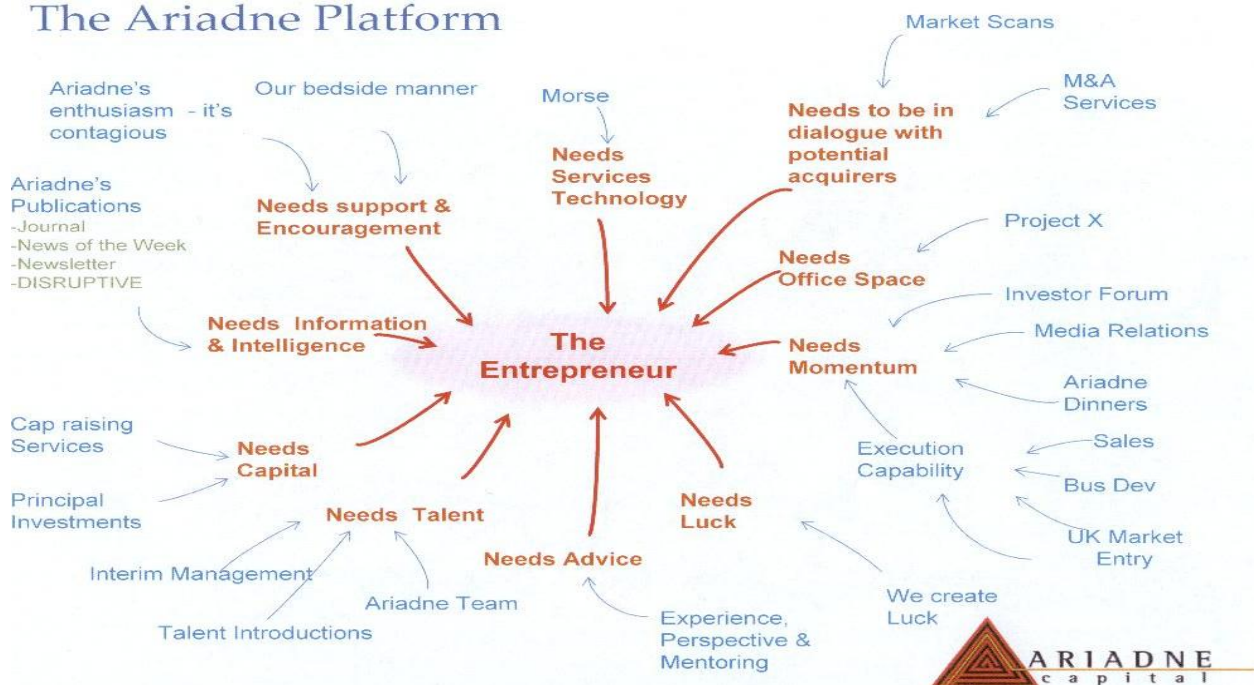 The Ariadne Platform
Market Scans
Ariadne's
enthusiasm - it's
contagious
Our bedside manner
Morse
M&A
Services
Needs to be in
dialogue with
potential
acquirers
Needs
Services
Technology
Ariadne's
Publications
-Journal
-News of the Week
-Newsletter
-DISRUPTIVE
Needs support &
Encouragement
Project X
Needs
Office Space
Investor Forum
Needs Information
& Intelligence
The
Entrepreneur
Needs
Momentum
Media Relations
Ariadne
Dinners
Cap raising
Services
Needs
Capital
Execution
Capability
Sales
Bus Dev
Principal
Investments
Needs Talent
Needs
Luck
UK Market
Entry
Needs Advice
Interim Management
Ariadne Team
Talent Introductions
Experience,
Perspective &
Mentoring
We create
Luck
ARIADNE
capital